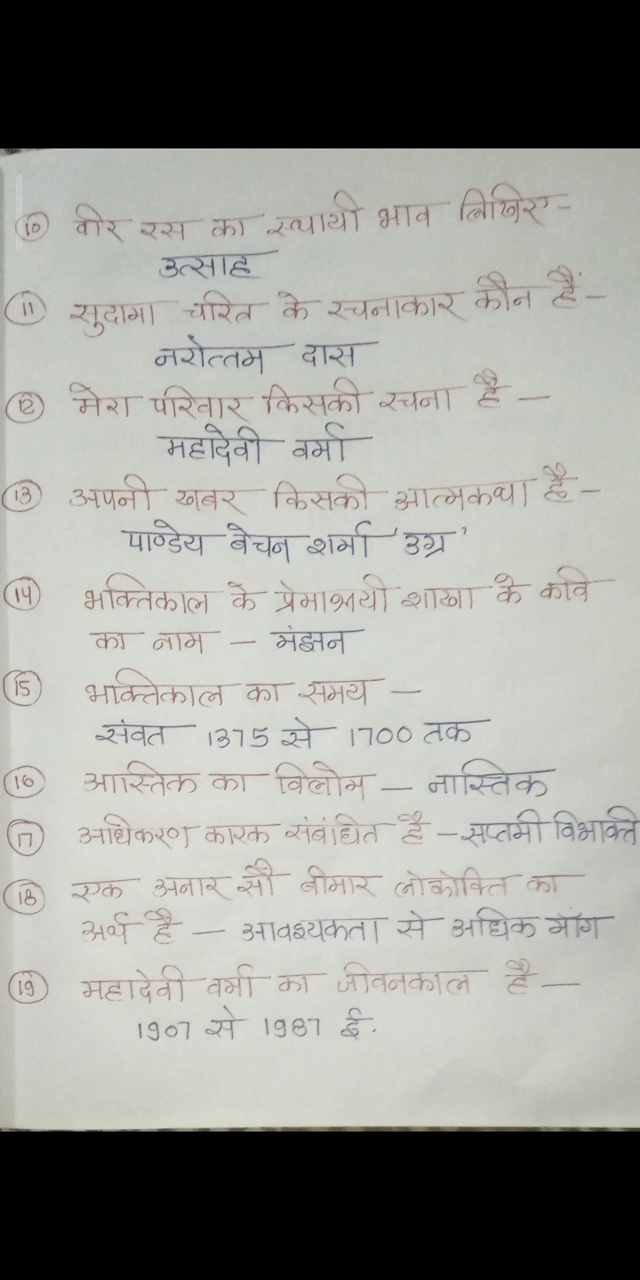 10 वीर रस का स्थायी भाव लिखिए -
उत्साह
11 सुदामा चरित के रचनाकार कौन हैं -
नरोत्तम दास
12 मेरा परिवार किसकी रचना है -
महादेवी वर्मा
13 अपनी खबर किसकी आत्मकथा है -
पाण्डेय बेचन शर्मा 'उग्र'
14 भक्तिकाल के प्रेमाश्रयी शाखा के कवि
का नाम - मंझन
15 भक्तिकाल का समय -
संवत 1375 से 1700 तक
16 आस्तिक का विलोम - नास्तिक
17 अधिकरण कारक संबंधित है - सप्तमी विभक्ति
18 एक अनार सौ बीमार लोकोक्ति का
अर्थ है - आवश्यकता से अधिक मांग
19 महादेवी वर्मा का जीवनकाल है -
1907 से 1987 ई.